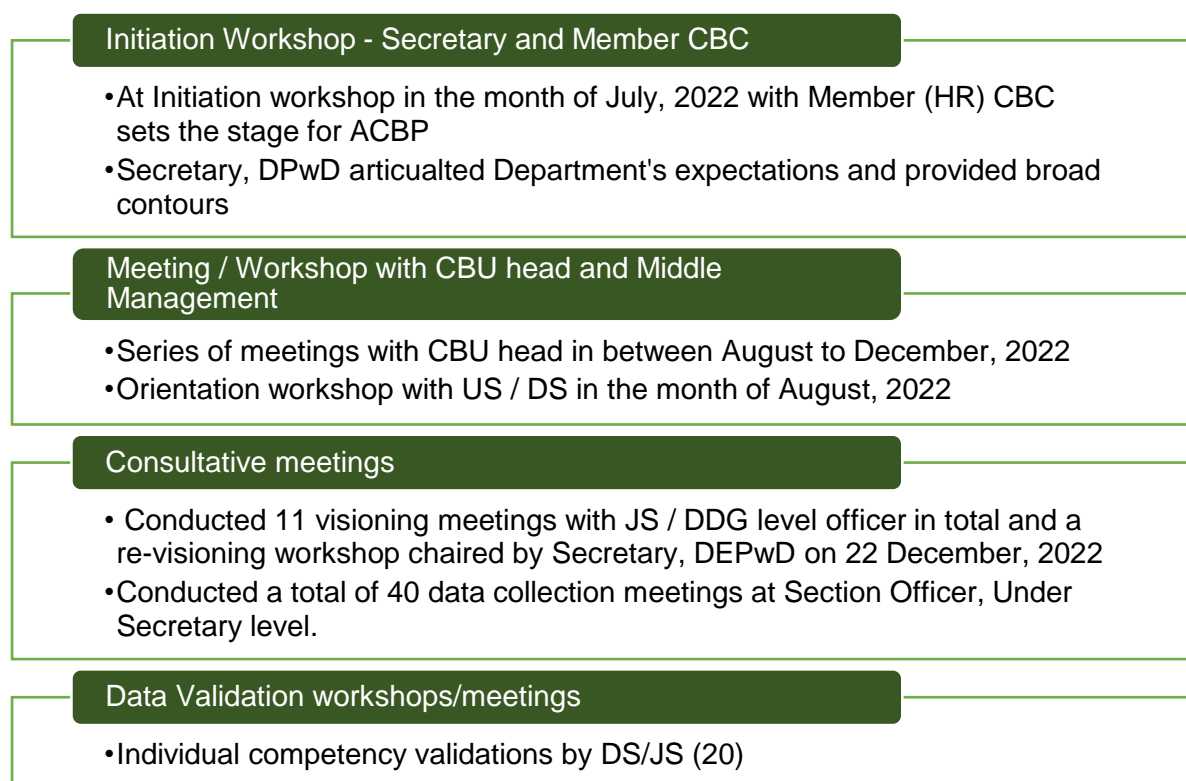 Initiation Workshop - Secretary and Member CBC
•At Initiation workshop in the month of July, 2022 with Member (HR) CBC
sets the stage for ACBP
•Secretary, DPwD articualted Department's expectations and provided broad
contours
Meeting / Workshop with CBU head and Middle
Management
•Series of meetings with CBU head in between August to December, 2022
•Orientation workshop with US / DS in the month of August, 2022
Consultative meetings
• Conducted 11 visioning meetings with JS / DDG level officer in total and a
re-visioning workshop chaired by Secretary, DEPwD on 22 December, 2022
•Conducted a total of 40 data collection meetings at Section Officer, Under
Secretary level.
Data Validation workshops/meetings
•Individual competency validations by DS/JS (20)